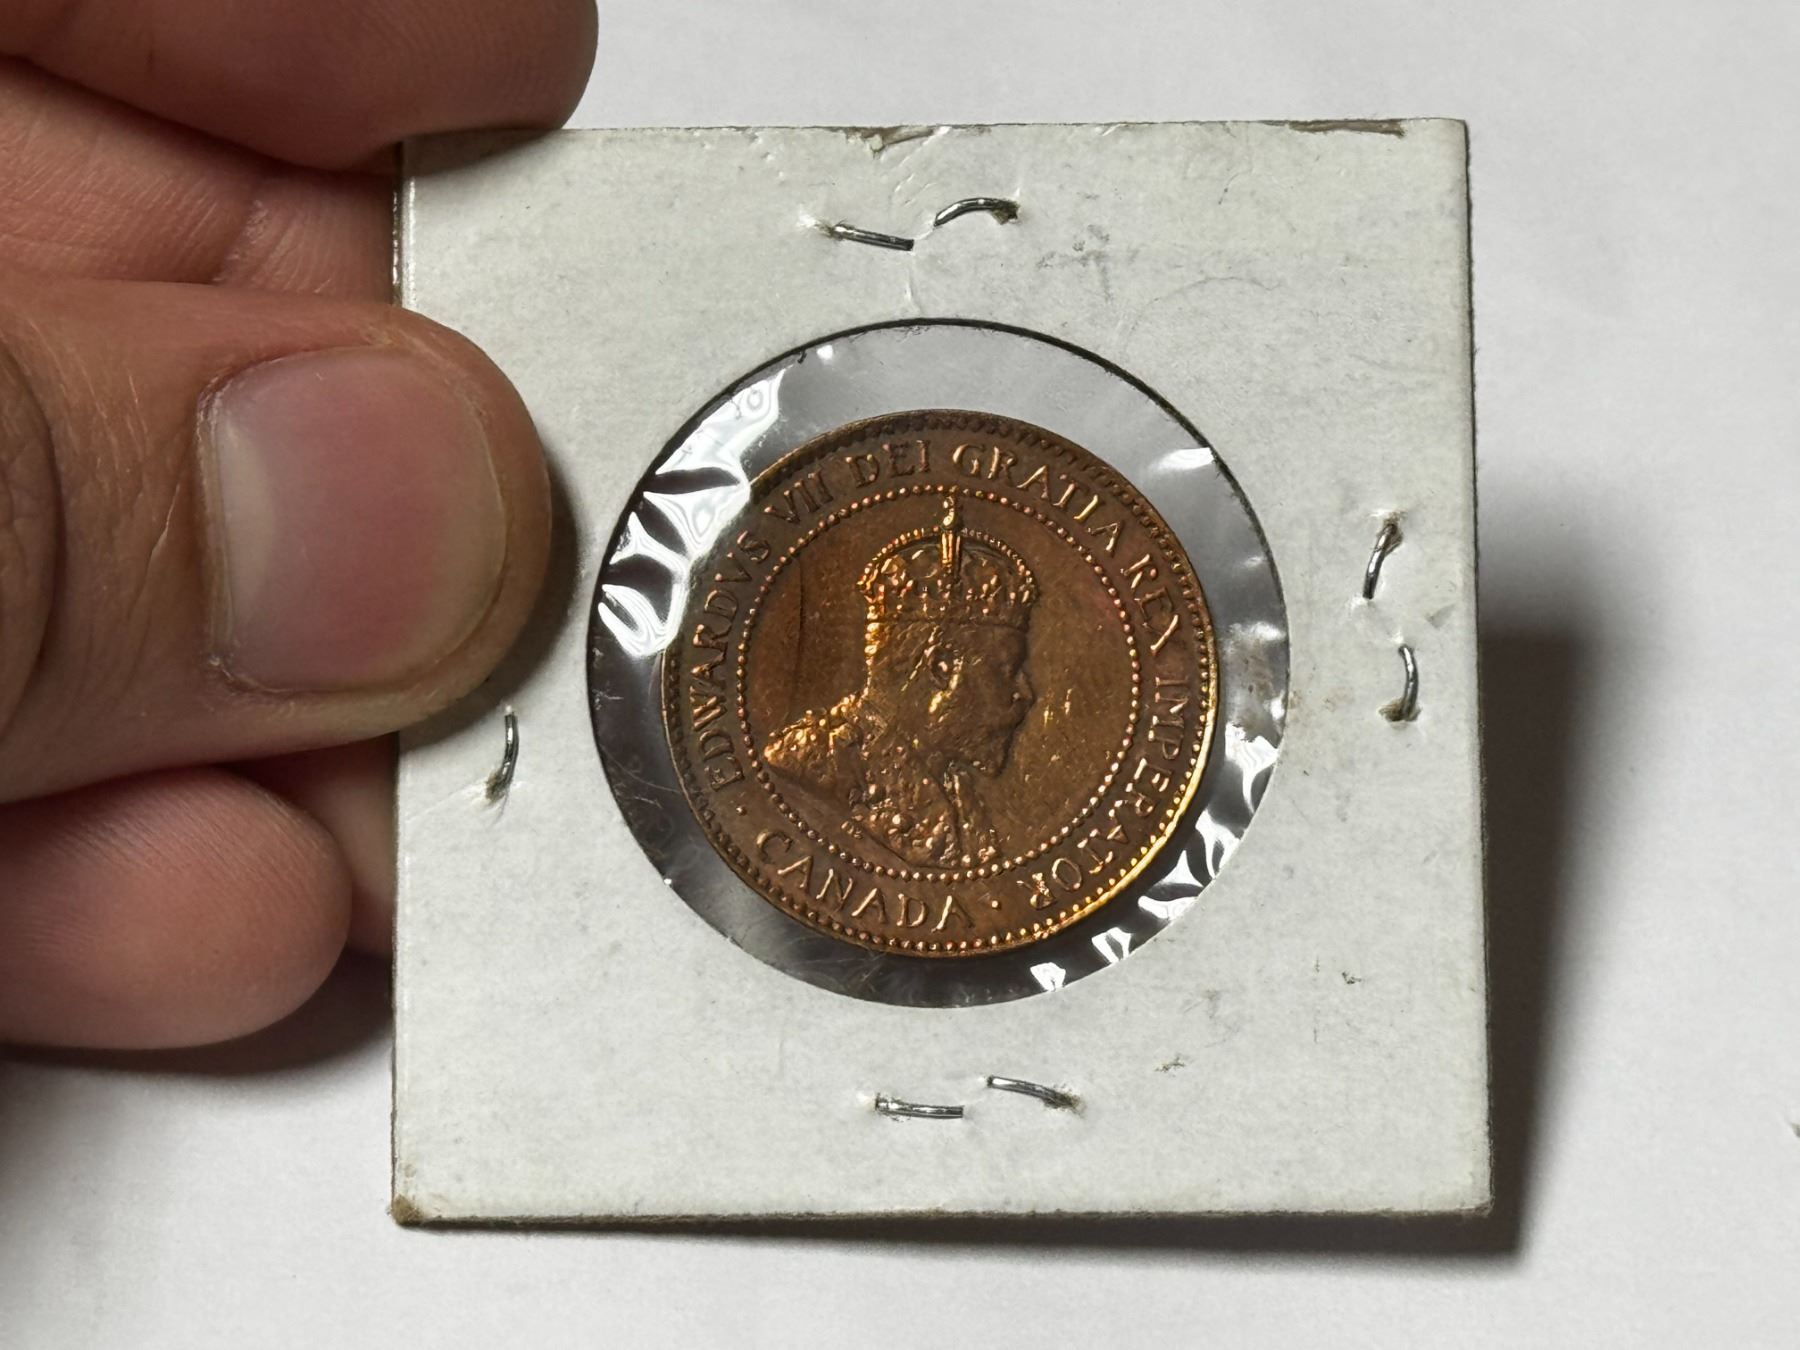 EDWARDVS VII DEI GRATIA REX IMPERATOR
· CANADA ·